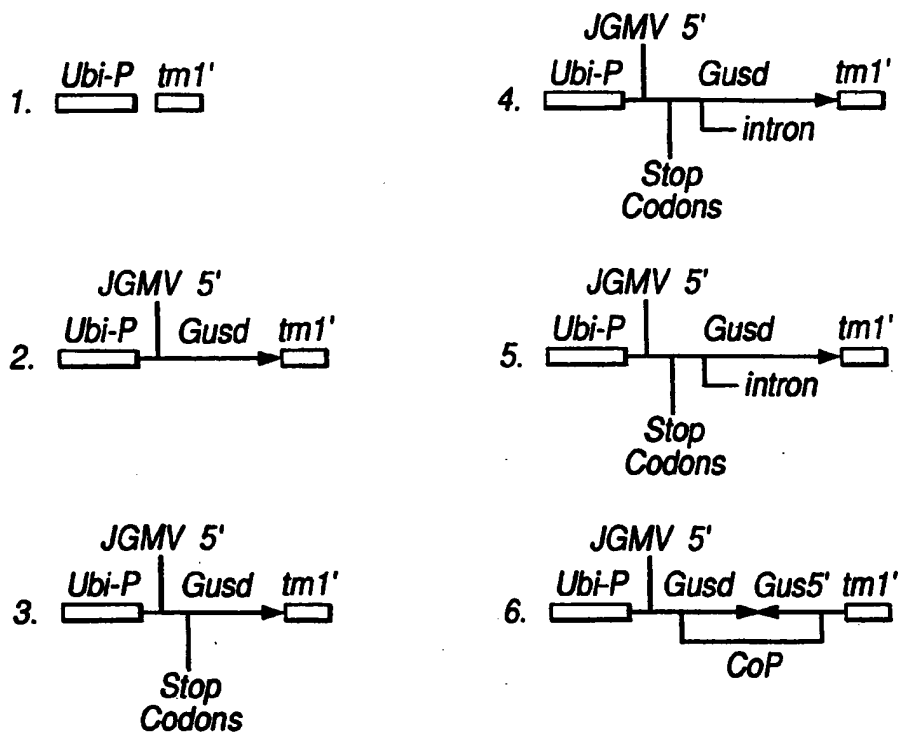 1. Ubi-P tm1'
JGMV 5'
2. Ubi-P Gusd tm1'
JGMV 5'
3. Ubi-P Gusd tm1'
Stop
Codons
JGMV 5'
4. Ubi-P Gusd tm1'
intron
Stop
Codons
JGMV 5'
5. Ubi-P Gusd tm1'
intron
Stop
Codons
JGMV 5'
6. Ubi-P Gusd Gus5' tm1'
CoP